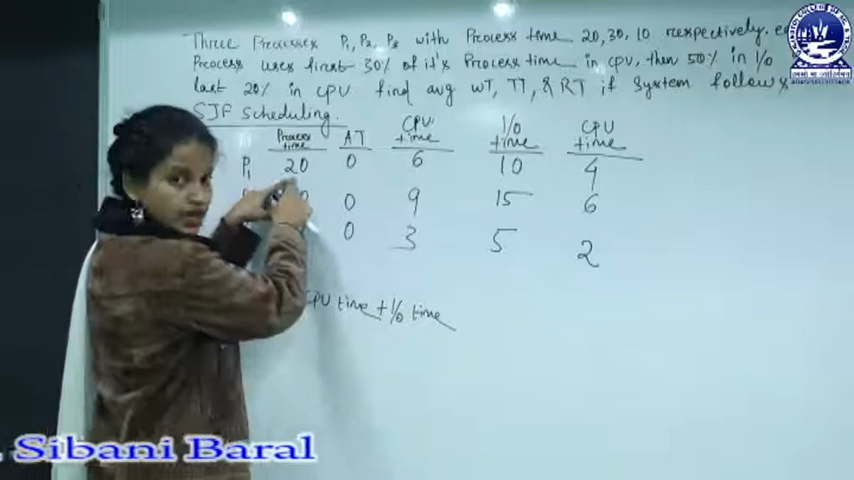 Three Processes P1, P2, P3 with Process time 20, 30, 10 respectively.
Process uses first 30% of it's Process time in CPU, then 50% in I/O
last 20% in CPU find avg WT, TT, & RT if System follows
SJF Scheduling.
Process time AT CPU time I/O time CPU time
P1 20 0 6 10 4
0 9 15 6
0 3 5 2
CPU time + I/O time
Sibani Baral